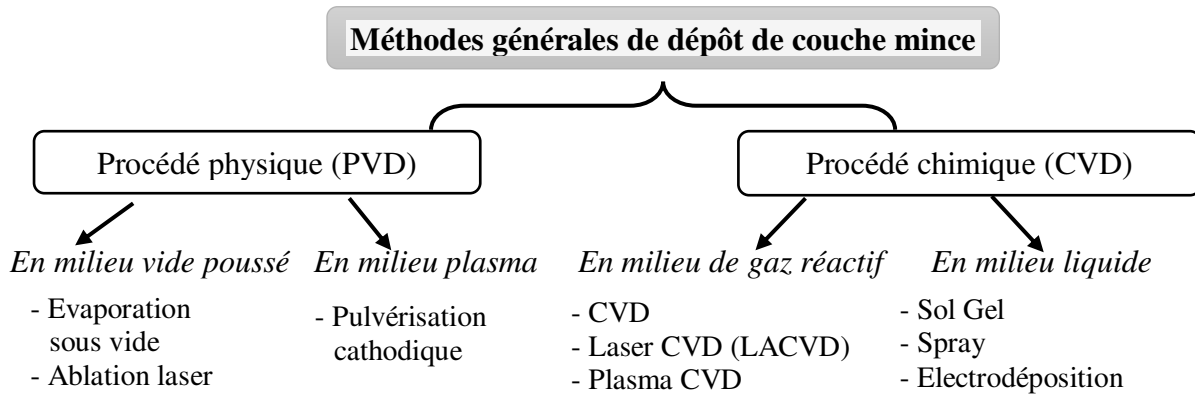 Méthodes générales de dépôt de couche mince
Procédé physique (PVD)
Procédé chimique (CVD)
En milieu vide poussé
- Evaporation
sous vide
- Ablation laser
En milieu plasma
- Pulvérisation
cathodique
En milieu de gaz réactif
- CVD
- Laser CVD (LACVD)
- Plasma CVD
En milieu liquide
- Sol Gel
- Spray
- Electrodéposition